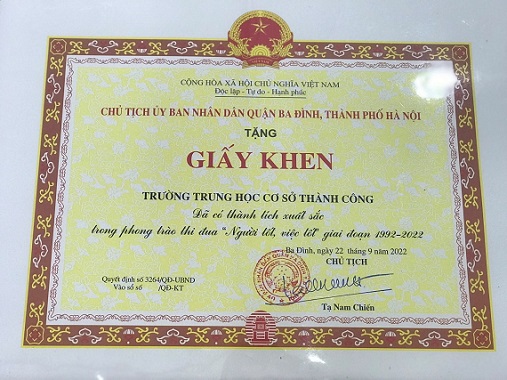 CỘNG HÒA XÃ HỘI CHỦ NGHĨA VIỆT NAM
Độc lập - Tự do - Hạnh phúc
CHỦ TỊCH ỦY BAN NHÂN DÂN QUẬN BA ĐÌNH, THÀNH PHỐ HÀ NỘI
TẶNG
GIẤY KHEN
TRƯỜNG TRUNG HỌC CƠ SỞ THÀNH CÔNG
Đã có thành tích xuất sắc
trong phong trào thi đua "Người tốt, việc tốt" giai đoạn 1992-2022
Ba Đình, ngày 22 tháng 9 năm 2022
CHỦ TỊCH
Quyết định số 3264/QĐ-UBND
Vào sổ số /QĐ-KT
Tạ Nam Chiến